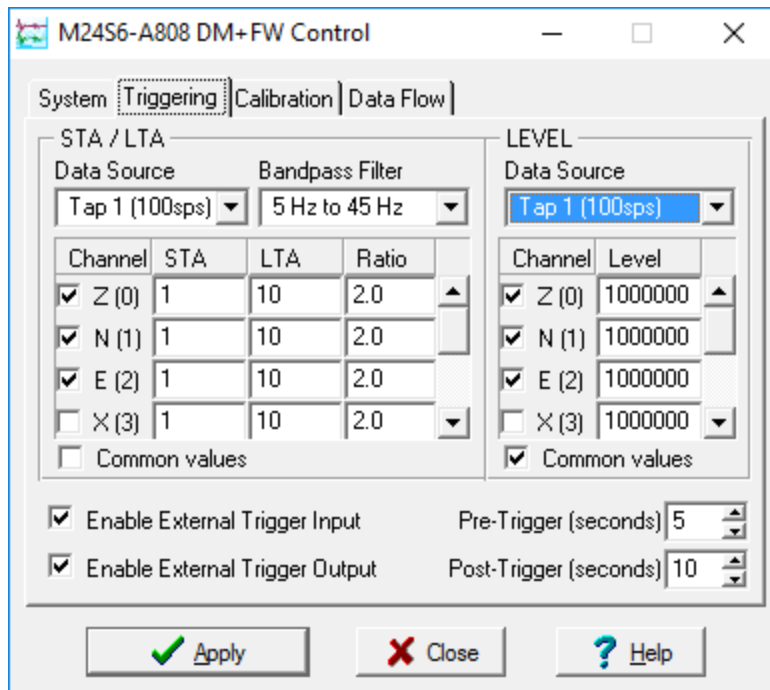 M24S6-A808 DM+FW Control
System Triggering Calibration Data Flow
STA / LTA LEVEL
Data Source Bandpass Filter Data Source
Tap 1 (100sps) 5 Hz to 45 Hz Tap 1 (100sps)
Channel STA LTA Ratio Channel Level
Z (0) 1 10 2.0 Z (0) 1000000
N (1) 1 10 2.0 N (1) 1000000
E (2) 1 10 2.0 E (2) 1000000
X (3) 1 10 2.0 X (3) 1000000
Common values Common values
Enable External Trigger Input Pre-Trigger (seconds) 5
Enable External Trigger Output Post-Trigger (seconds) 10
Apply Close Help